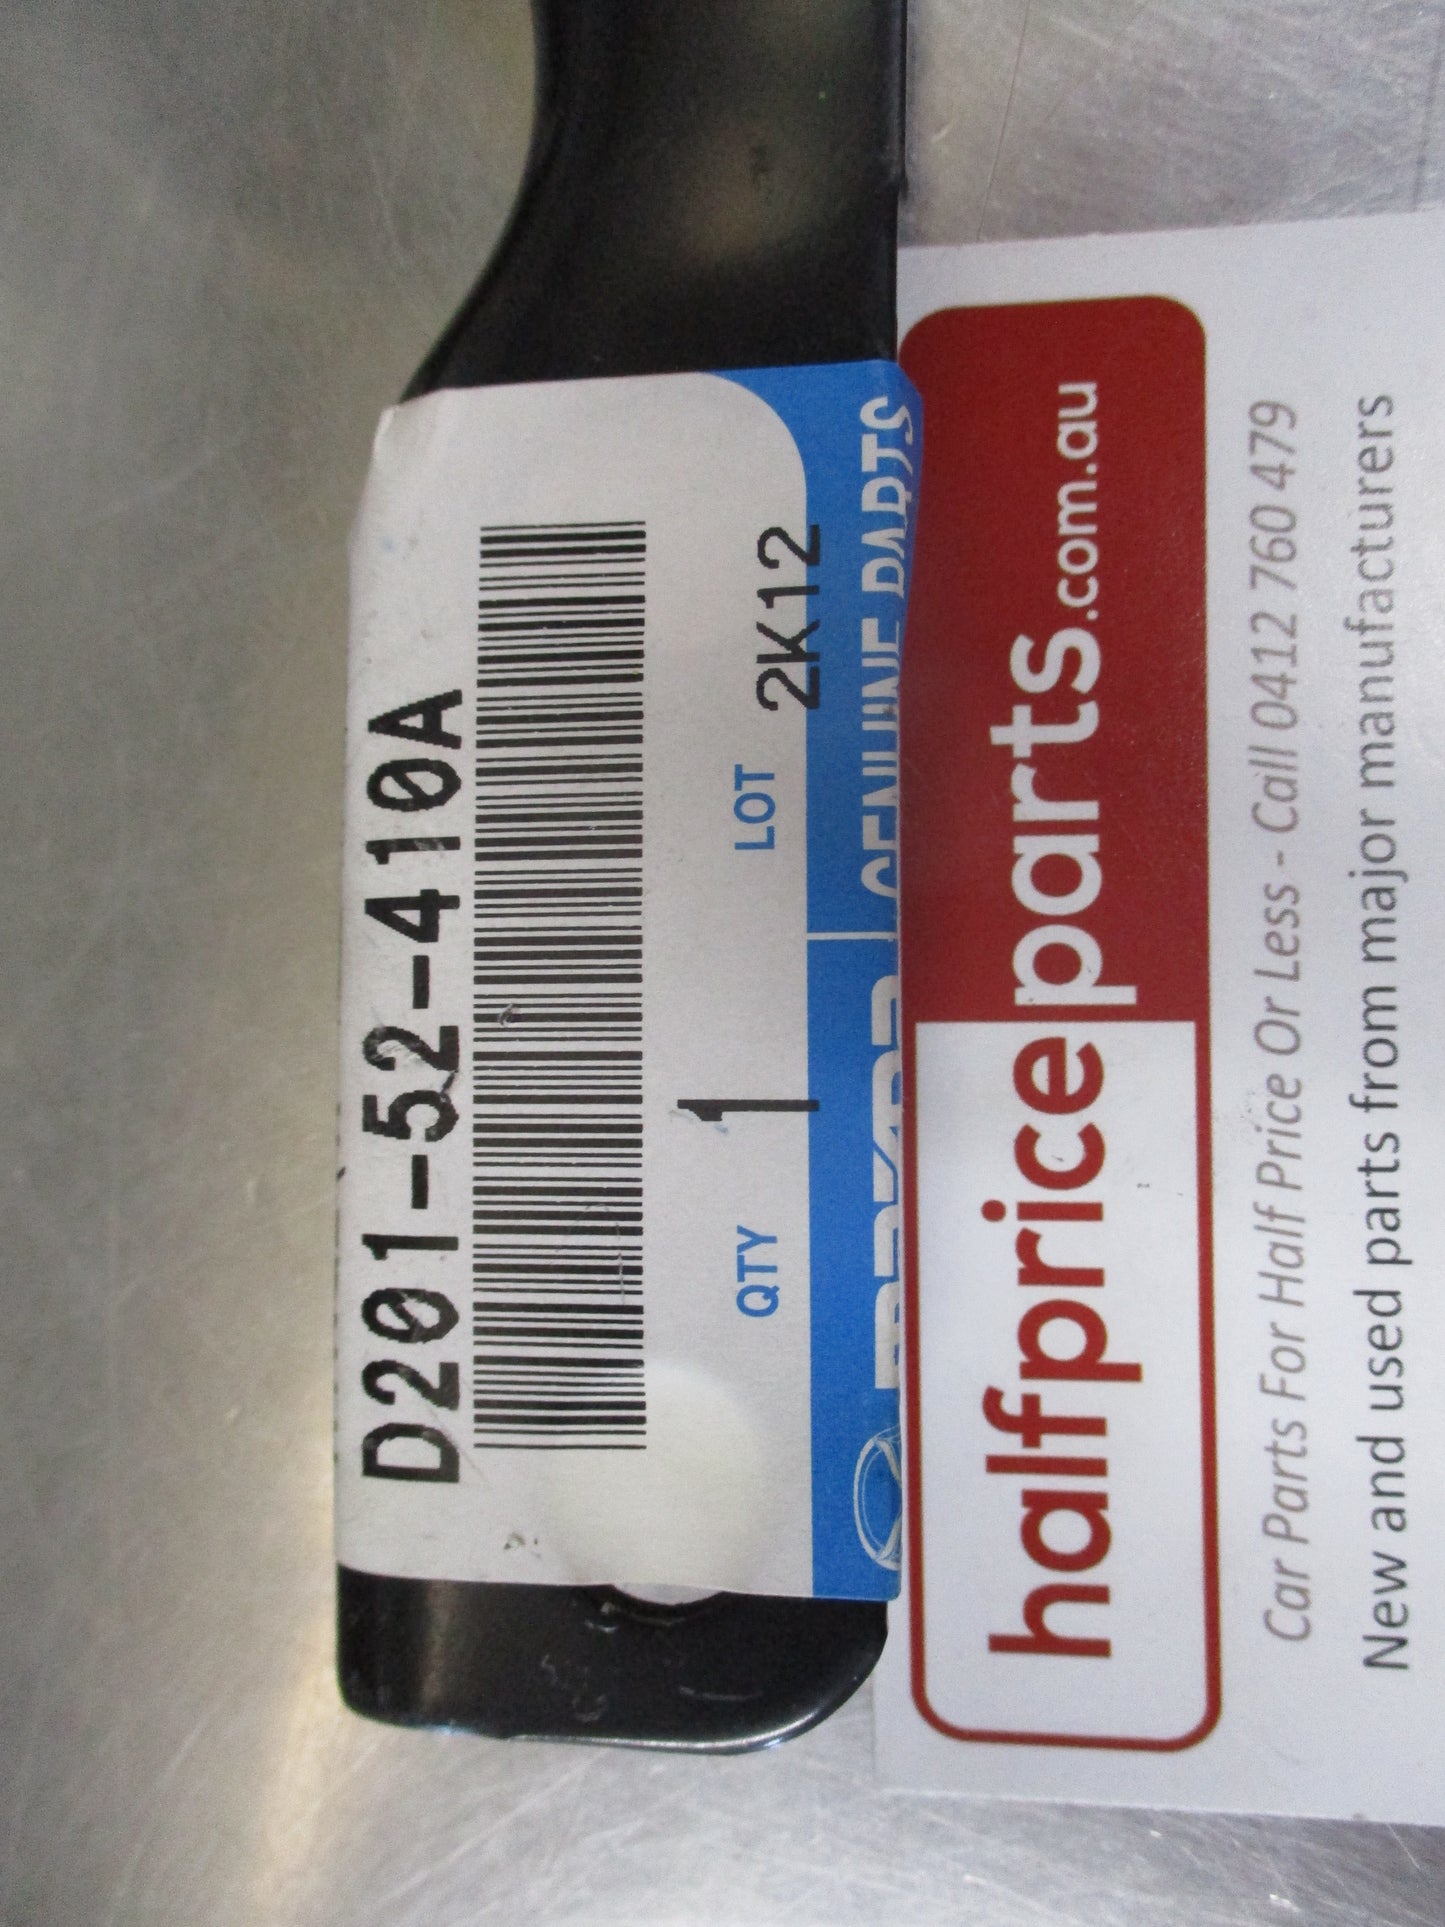 D201-52-410A
QTY 1 LOT 2K12
GENUINE PARTS
halfpriceparts.com.au
Car Parts For Half Price Or Less - Call 0412 760 479
New and used parts from major manufacturers